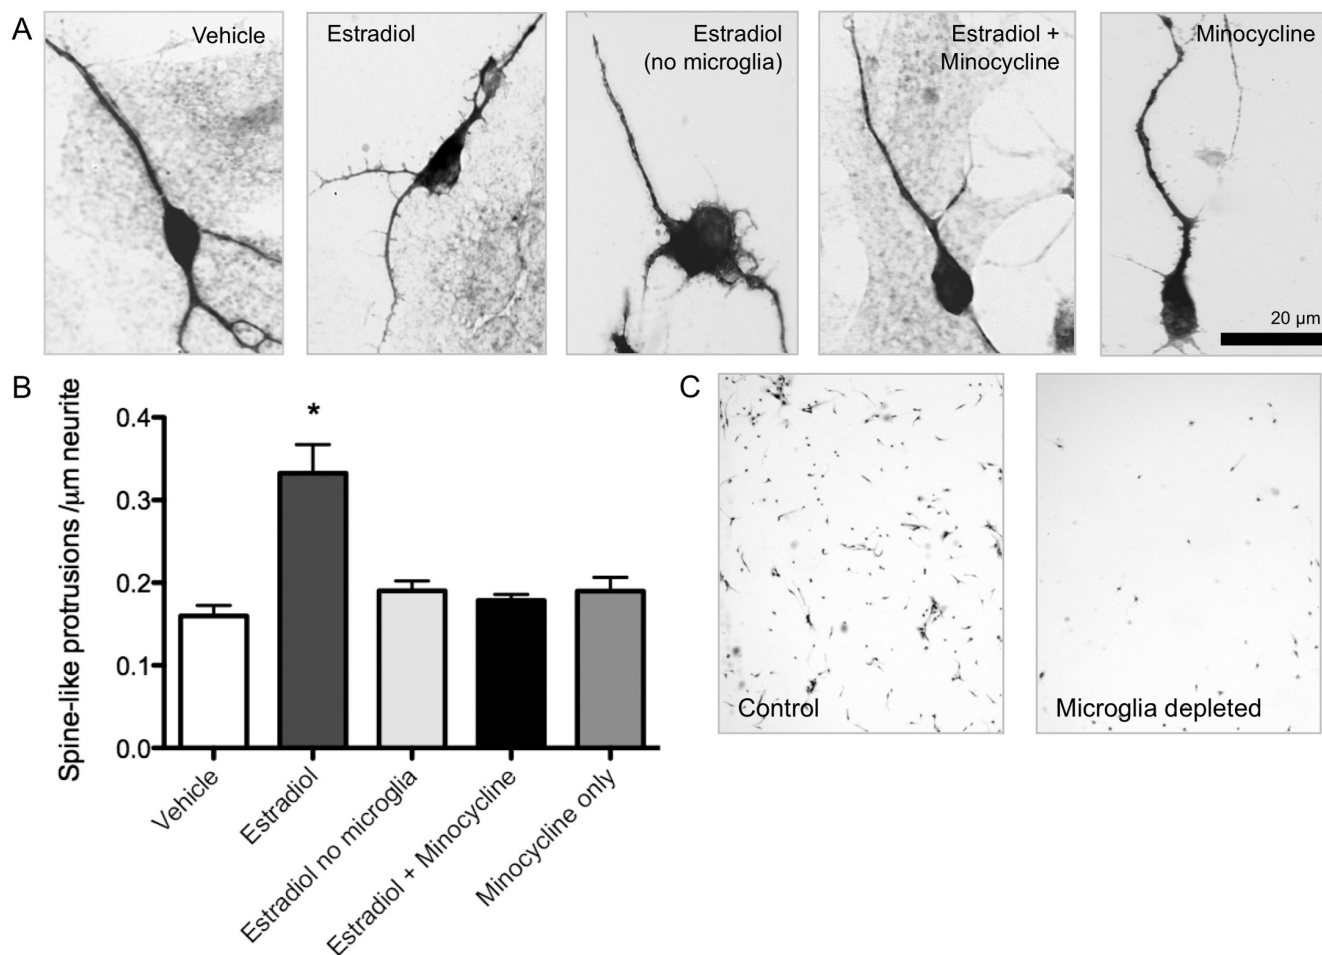 A
Vehicle
Estradiol
Estradiol
(no microglia)
Estradiol +
Minocycline
Minocycline
20 µm
B
Spine-like protrusions /µm neurite
0.4
0.3
0.2
0.1
0.0
*
Vehicle
Estradiol
Estradiol no microglia
Estradiol + Minocycline
Minocycline only
C
Control
Microglia depleted